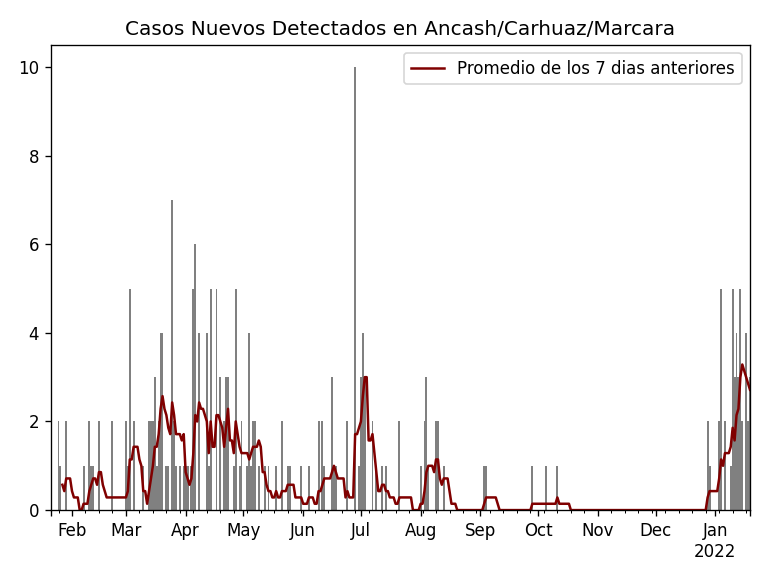 Casos Nuevos Detectados en Ancash/Carhuaz/Marcara
Promedio de los 7 dias anteriores
10
8
6
4
2
0
Feb Mar Apr May Jun Jul Aug Sep Oct Nov Dec Jan
2022